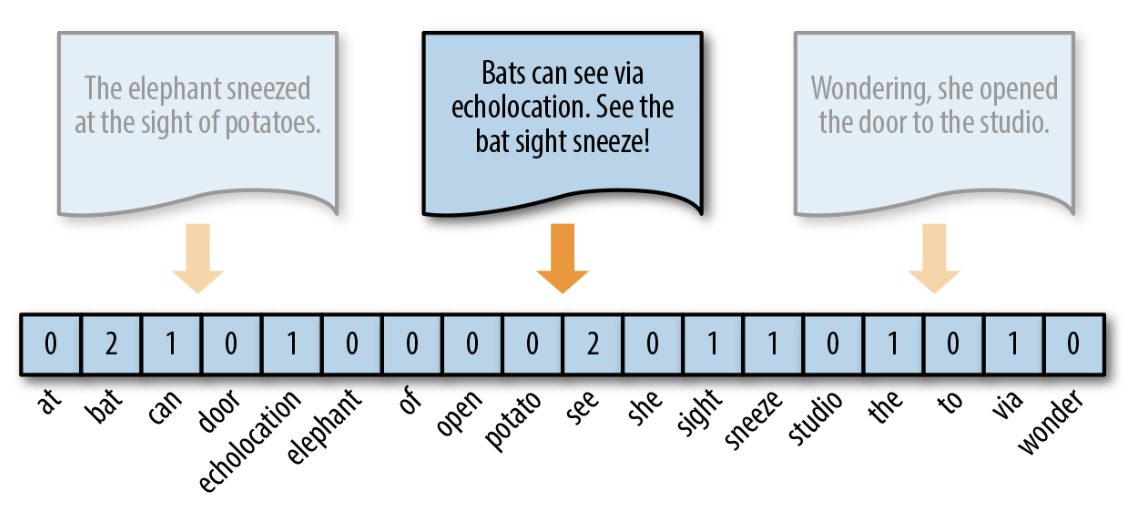 The elephant sneezed
at the sight of potatoes.
Bats can see via
echolocation. See the
bat sight sneeze!
Wondering, she opened
the door to the studio.
0 2 1 0 1 0 0 0 0 2 0 1 1 0 1 0 1 0
at bat can door echolocation elephant of open potato see she sight sneeze studio the to via wonder